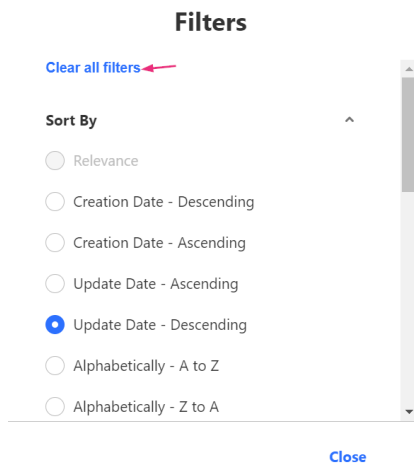 Filters
Clear all filters
Sort By
Relevance
Creation Date - Descending
Creation Date - Ascending
Update Date - Ascending
Update Date - Descending
Alphabetically - A to Z
Alphabetically - Z to A
Close